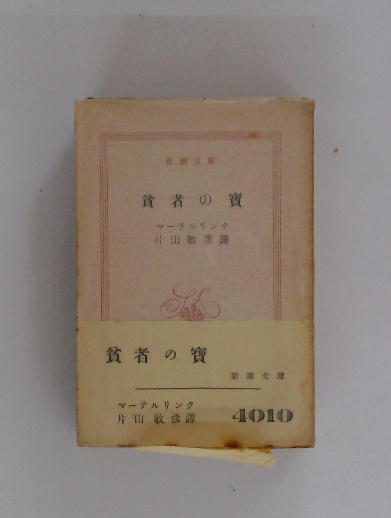 新潮文庫
貧者の寶
マーテルリンク
片山敏彦譯
貧者の寶
新潮文庫
マーテルリンク
片山敏彦譯
4010